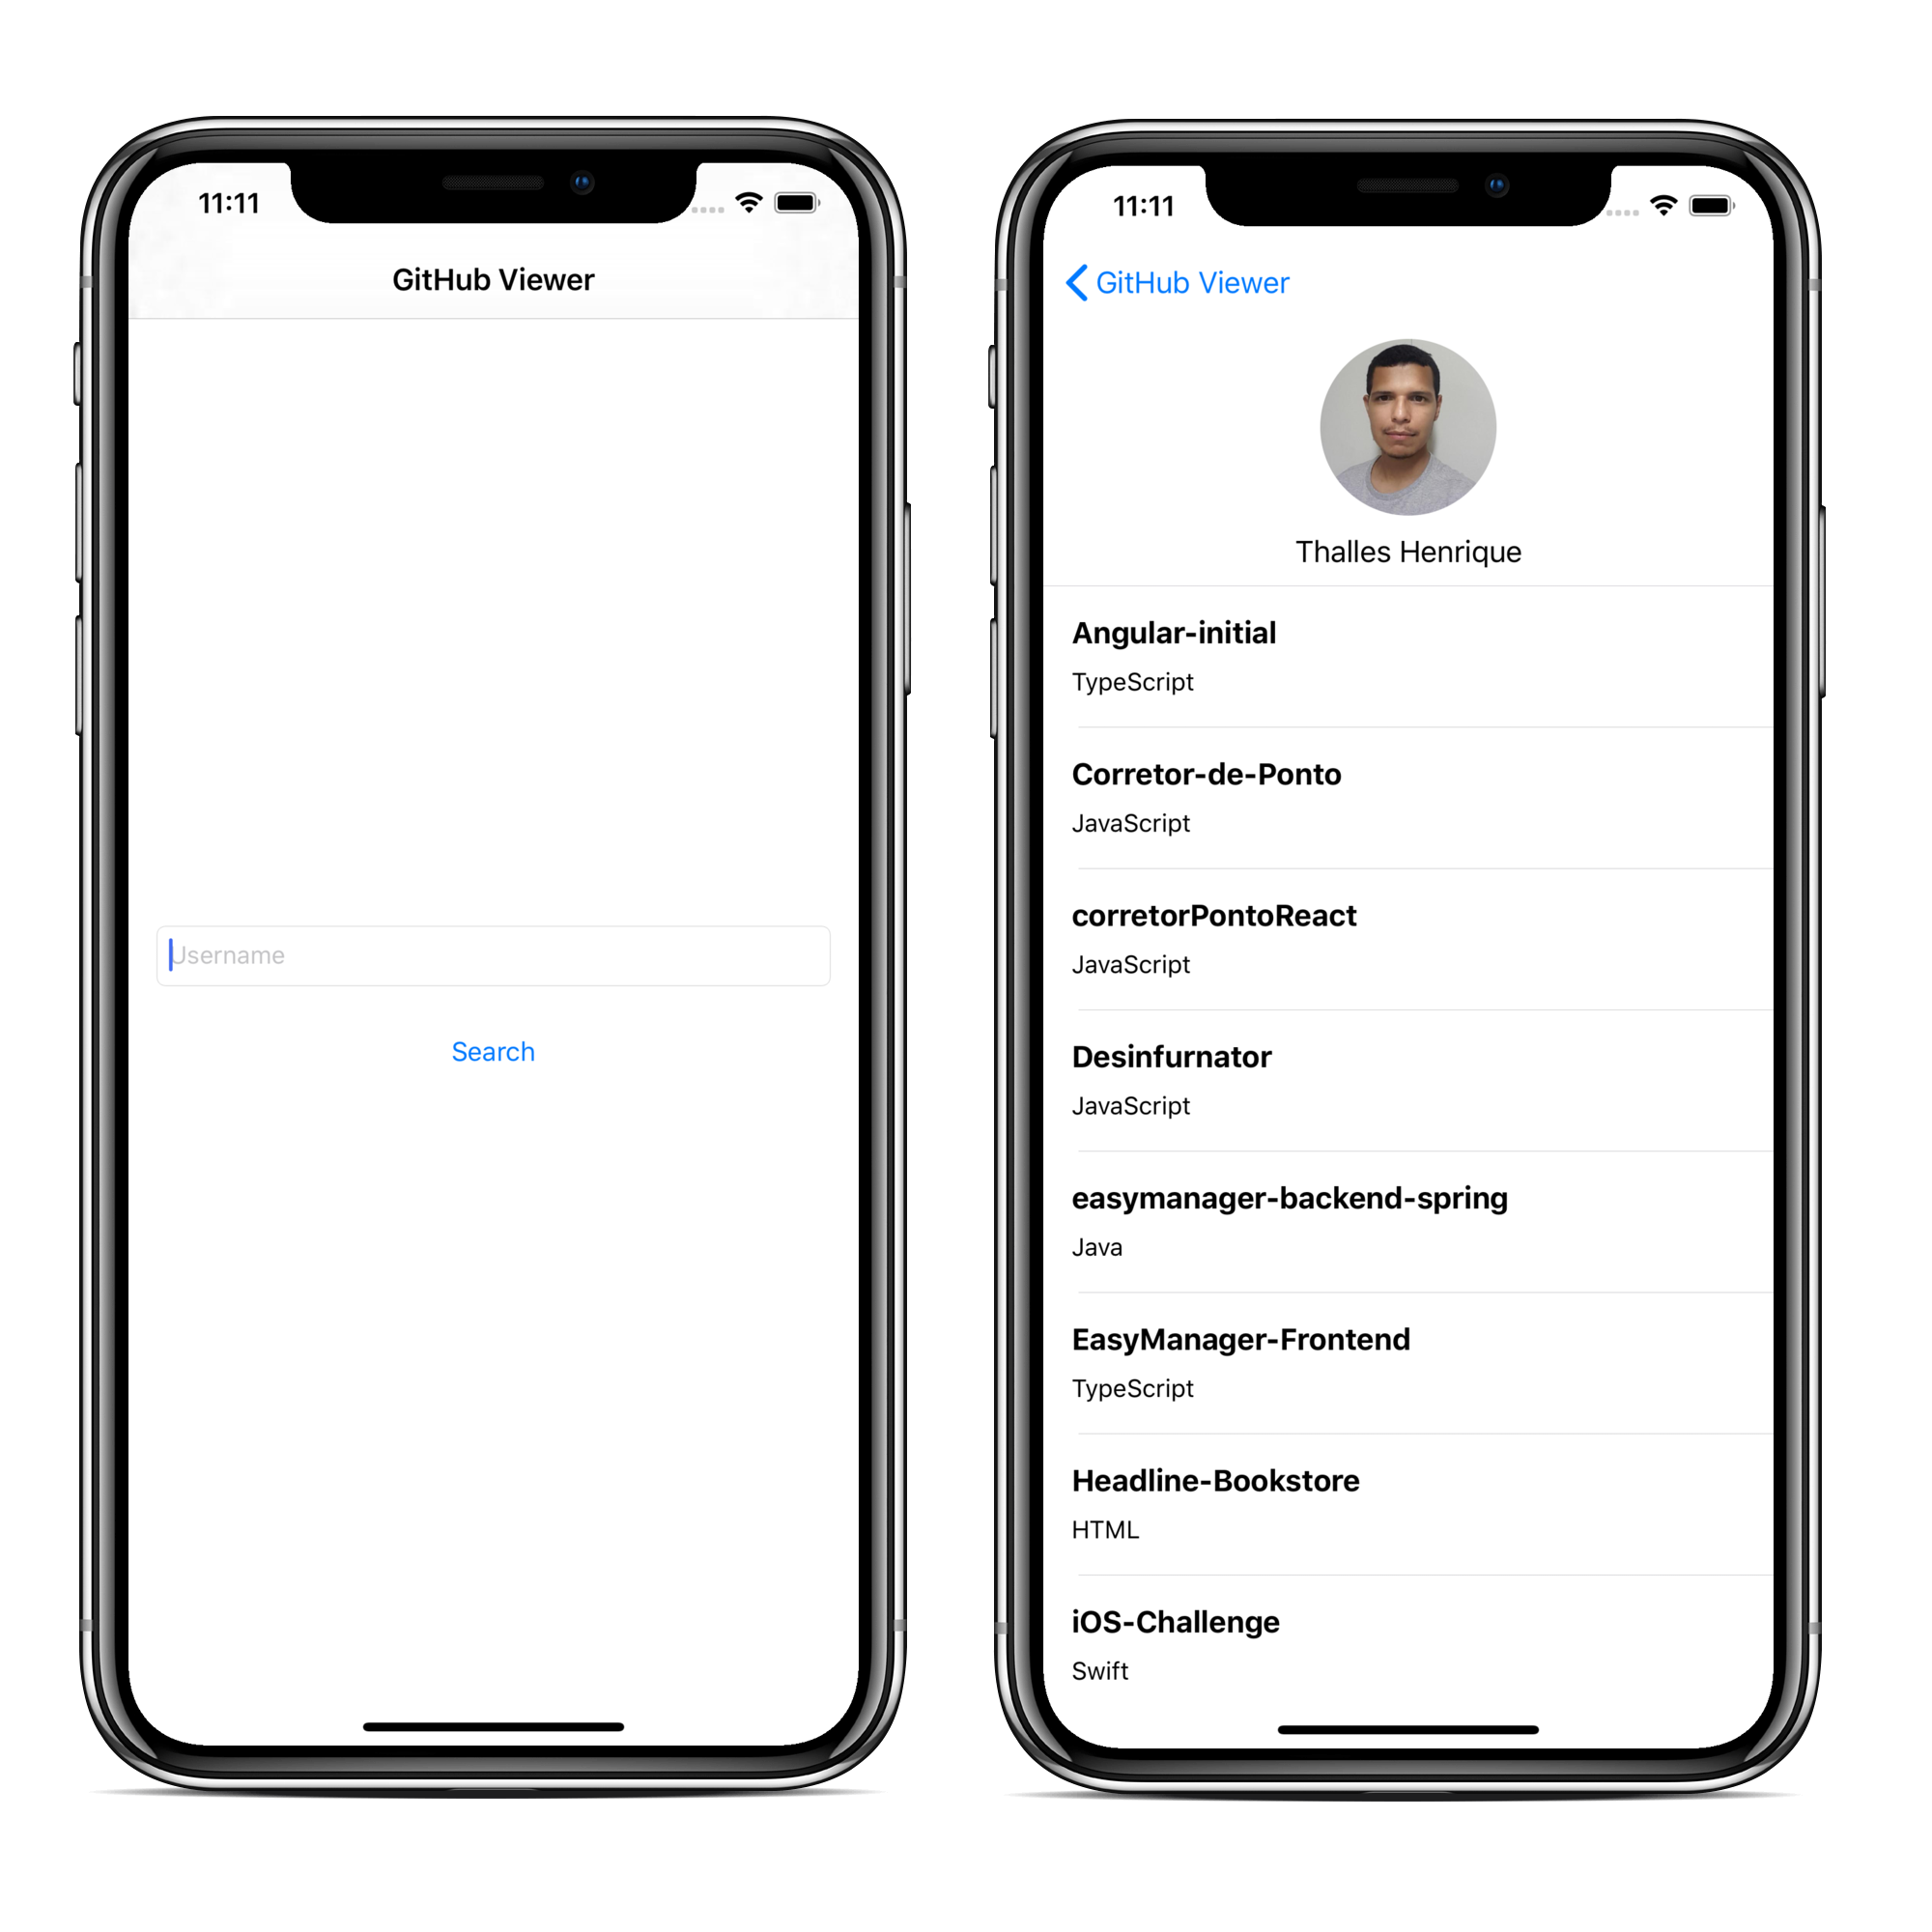 11:11
GitHub Viewer
Username
Search
11:11
GitHub Viewer
Thalles Henrique
Angular-initial
TypeScript
Corretor-de-Ponto
JavaScript
corretorPontoReact
JavaScript
Desinfurnator
JavaScript
easymanager-backend-spring
Java
EasyManager-Frontend
TypeScript
Headline-Bookstore
HTML
iOS-Challenge
Swift